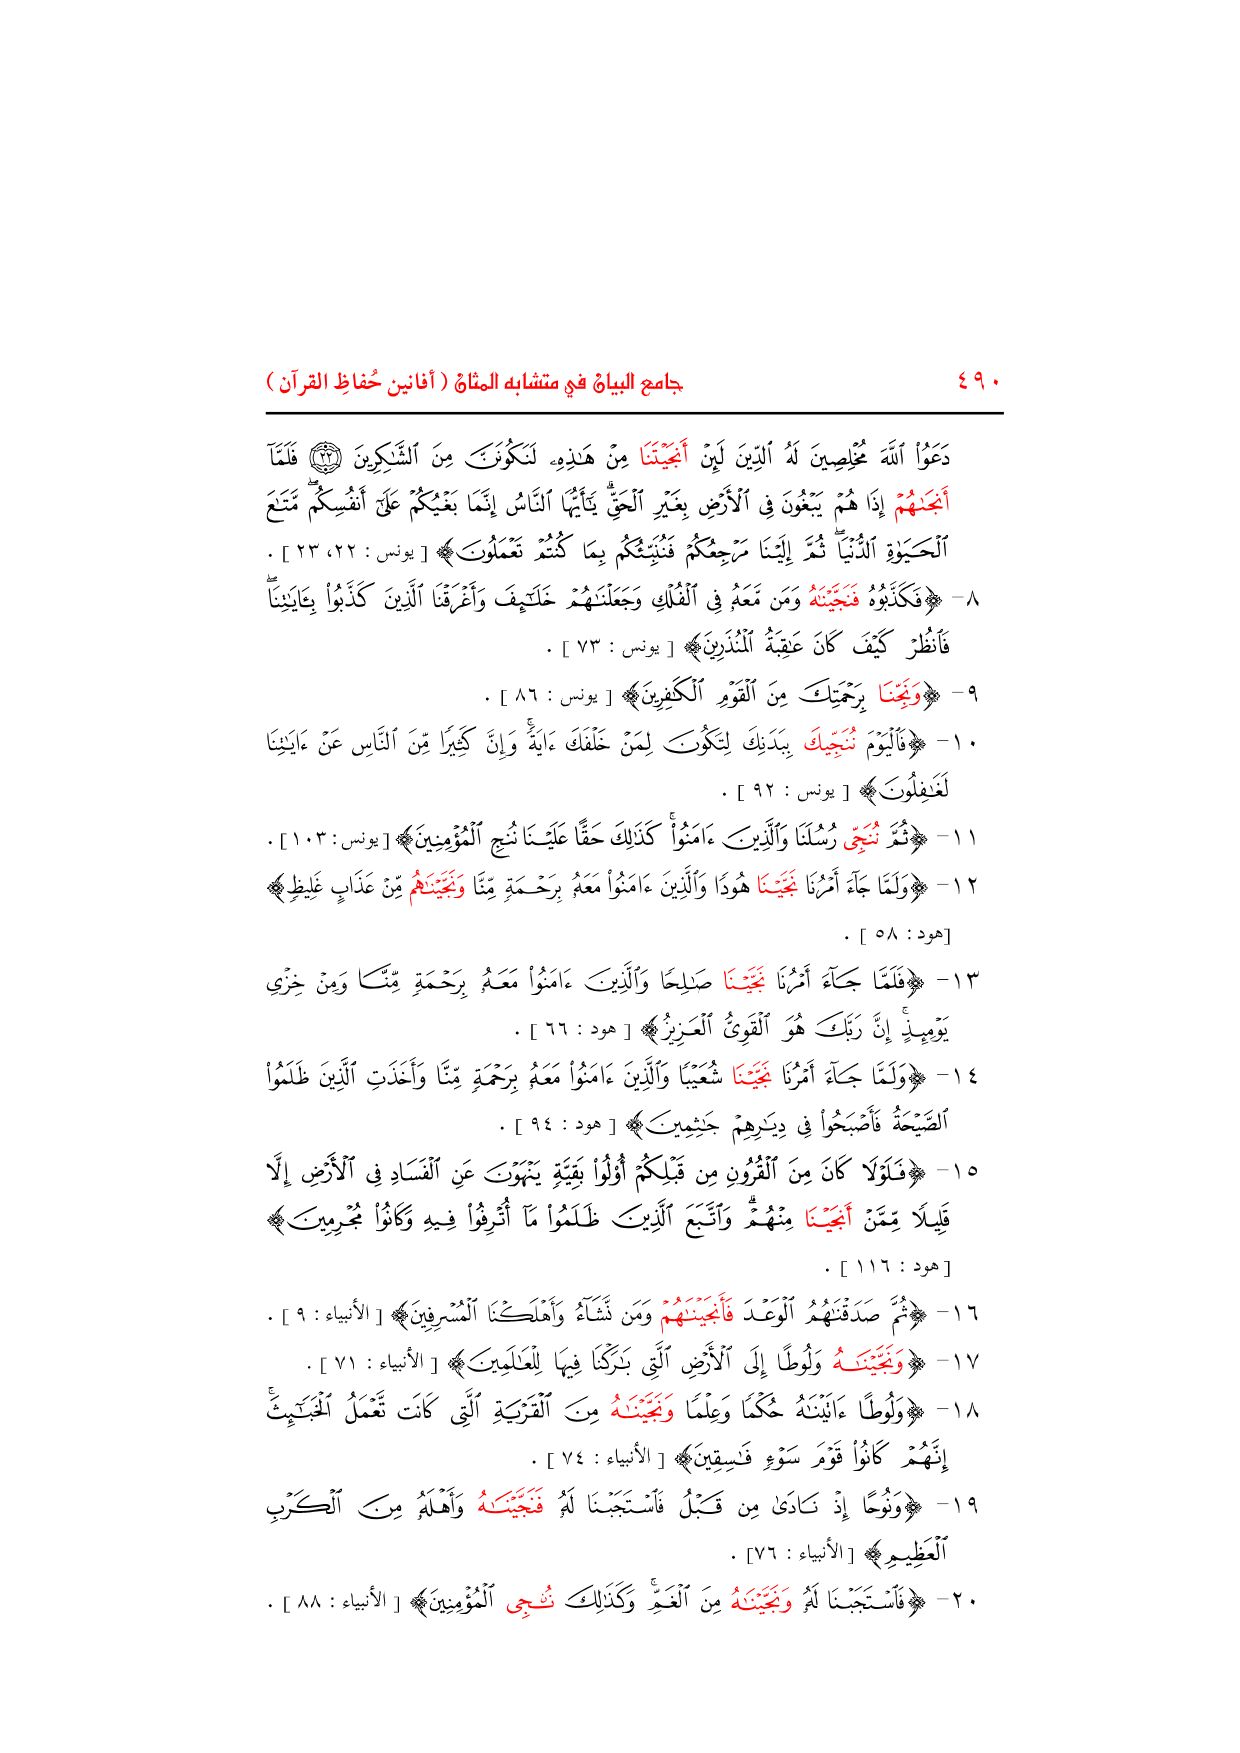 ٤٩٠ جامع البيان في متشابه المثان ( أفانين حُفاظِ القرآن )
دَعَوُاْ ٱللَّهَ مُخۡلِصِينَ لَهُ ٱلدِّينَ لَئِنۡ أَنجَيۡتَنَا مِنۡ هَٰذِهِۦ لَنَكُونَنَّ مِنَ ٱلشَّٰكِرِينَ ٢٢ فَلَمَّآ
أَنجَىٰهُمۡ إِذَا هُمۡ يَبۡغُونَ فِي ٱلۡأَرۡضِ بِغَيۡرِ ٱلۡحَقِّۗ يَٰٓأَيُّهَا ٱلنَّاسُ إِنَّمَا بَغۡيُكُمۡ عَلَىٰٓ أَنفُسِكُمۖ مَّتَٰعَ
ٱلۡحَيَوٰةِ ٱلدُّنۡيَاۖ ثُمَّ إِلَيۡنَا مَرۡجِعُكُمۡ فَنُنَبِّئُكُم بِمَا كُنتُمۡ تَعۡمَلُونَ﴾ [ يونس : ٢٢، ٢٣ ] .
٨- ﴿فَكَذَّبُوهُ فَنَجَّيۡنَٰهُ وَمَن مَّعَهُۥ فِي ٱلۡفُلۡكِ وَجَعَلۡنَٰهُمۡ خَلَٰٓئِفَ وَأَغۡرَقۡنَا ٱلَّذِينَ كَذَّبُواْ بِـَٔايَٰتِنَاۖ
فَٱنظُرۡ كَيۡفَ كَانَ عَٰقِبَةُ ٱلۡمُنذَرِينَ﴾ [ يونس : ٧٣ ] .
٩- ﴿وَنَجِّنَا بِرَحۡمَتِكَ مِنَ ٱلۡقَوۡمِ ٱلۡكَٰفِرِينَ﴾ [ يونس : ٨٦ ] .
١٠- ﴿فَٱلۡيَوۡمَ نُنَجِّيكَ بِبَدَنِكَ لِتَكُونَ لِمَنۡ خَلۡفَكَ ءَايَةٗۚ وَإِنَّ كَثِيرٗا مِّنَ ٱلنَّاسِ عَنۡ ءَايَٰتِنَا
لَغَٰفِلُونَ﴾ [ يونس : ٩٢ ] .
١١- ﴿ثُمَّ نُنَجِّي رُسُلَنَا وَٱلَّذِينَ ءَامَنُواْۚ كَذَٰلِكَ حَقًّا عَلَيۡنَا نُنجِ ٱلۡمُؤۡمِنِينَ﴾ [يونس: ١٠٣] .
١٢- ﴿وَلَمَّا جَآءَ أَمۡرُنَا نَجَّيۡنَا هُودٗا وَٱلَّذِينَ ءَامَنُواْ مَعَهُۥ بِرَحۡمَةٖ مِّنَّا وَنَجَّيۡنَٰهُم مِّنۡ عَذَابٍ غَلِيظٖ﴾
[هود: ٥٨ ] .
١٣- ﴿فَلَمَّا جَآءَ أَمۡرُنَا نَجَّيۡنَا صَٰلِحٗا وَٱلَّذِينَ ءَامَنُواْ مَعَهُۥ بِرَحۡمَةٖ مِّنَّا وَمِنۡ خِزۡيِ
يَوۡمِئِذٍۚ إِنَّ رَبَّكَ هُوَ ٱلۡقَوِيُّ ٱلۡعَزِيزُ﴾ [ هود : ٦٦ ] .
١٤- ﴿وَلَمَّا جَآءَ أَمۡرُنَا نَجَّيۡنَا شُعَيۡبٗا وَٱلَّذِينَ ءَامَنُواْ مَعَهُۥ بِرَحۡمَةٖ مِّنَّا وَأَخَذَتِ ٱلَّذِينَ ظَلَمُواْ
ٱلصَّيۡحَةُ فَأَصۡبَحُواْ فِي دِيَٰرِهِمۡ جَٰثِمِينَ﴾ [ هود : ٩٤ ] .
١٥- ﴿فَلَوۡلَا كَانَ مِنَ ٱلۡقُرُونِ مِن قَبۡلِكُمۡ أُوْلُواْ بَقِيَّةٖ يَنۡهَوۡنَ عَنِ ٱلۡفَسَادِ فِي ٱلۡأَرۡضِ إِلَّا
قَلِيلٗا مِّمَّنۡ أَنجَيۡنَا مِنۡهُمۡۗ وَٱتَّبَعَ ٱلَّذِينَ ظَلَمُواْ مَآ أُتۡرِفُواْ فِيهِ وَكَانُواْ مُجۡرِمِينَ﴾
[ هود : ١١٦ ] .
١٦- ﴿ثُمَّ صَدَقۡنَٰهُمُ ٱلۡوَعۡدَ فَأَنجَيۡنَٰهُمۡ وَمَن نَّشَآءُ وَأَهۡلَكۡنَا ٱلۡمُسۡرِفِينَ﴾ [ الأنبياء : ٩ ] .
١٧- ﴿وَنَجَّيۡنَٰهُ وَلُوطًا إِلَى ٱلۡأَرۡضِ ٱلَّتِي بَٰرَكۡنَا فِيهَا لِلۡعَٰلَمِينَ﴾ [ الأنبياء : ٧١ ] .
١٨- ﴿وَلُوطًا ءَاتَيۡنَٰهُ حُكۡمٗا وَعِلۡمٗا وَنَجَّيۡنَٰهُ مِنَ ٱلۡقَرۡيَةِ ٱلَّتِي كَانَت تَّعۡمَلُ ٱلۡخَبَٰٓئِثَۚ
إِنَّهُمۡ كَانُواْ قَوۡمَ سَوۡءٖ فَٰسِقِينَ﴾ [ الأنبياء : ٧٤ ] .
١٩- ﴿وَنُوحًا إِذۡ نَادَىٰ مِن قَبۡلُ فَٱسۡتَجَبۡنَا لَهُۥ فَنَجَّيۡنَٰهُ وَأَهۡلَهُۥ مِنَ ٱلۡكَرۡبِ
ٱلۡعَظِيمِ﴾ [ الأنبياء : ٧٦] .
٢٠- ﴿فَٱسۡتَجَبۡنَا لَهُۥ وَنَجَّيۡنَٰهُ مِنَ ٱلۡغَمِّۚ وَكَذَٰلِكَ نُـۨجِي ٱلۡمُؤۡمِنِينَ﴾ [ الأنبياء : ٨٨ ] .